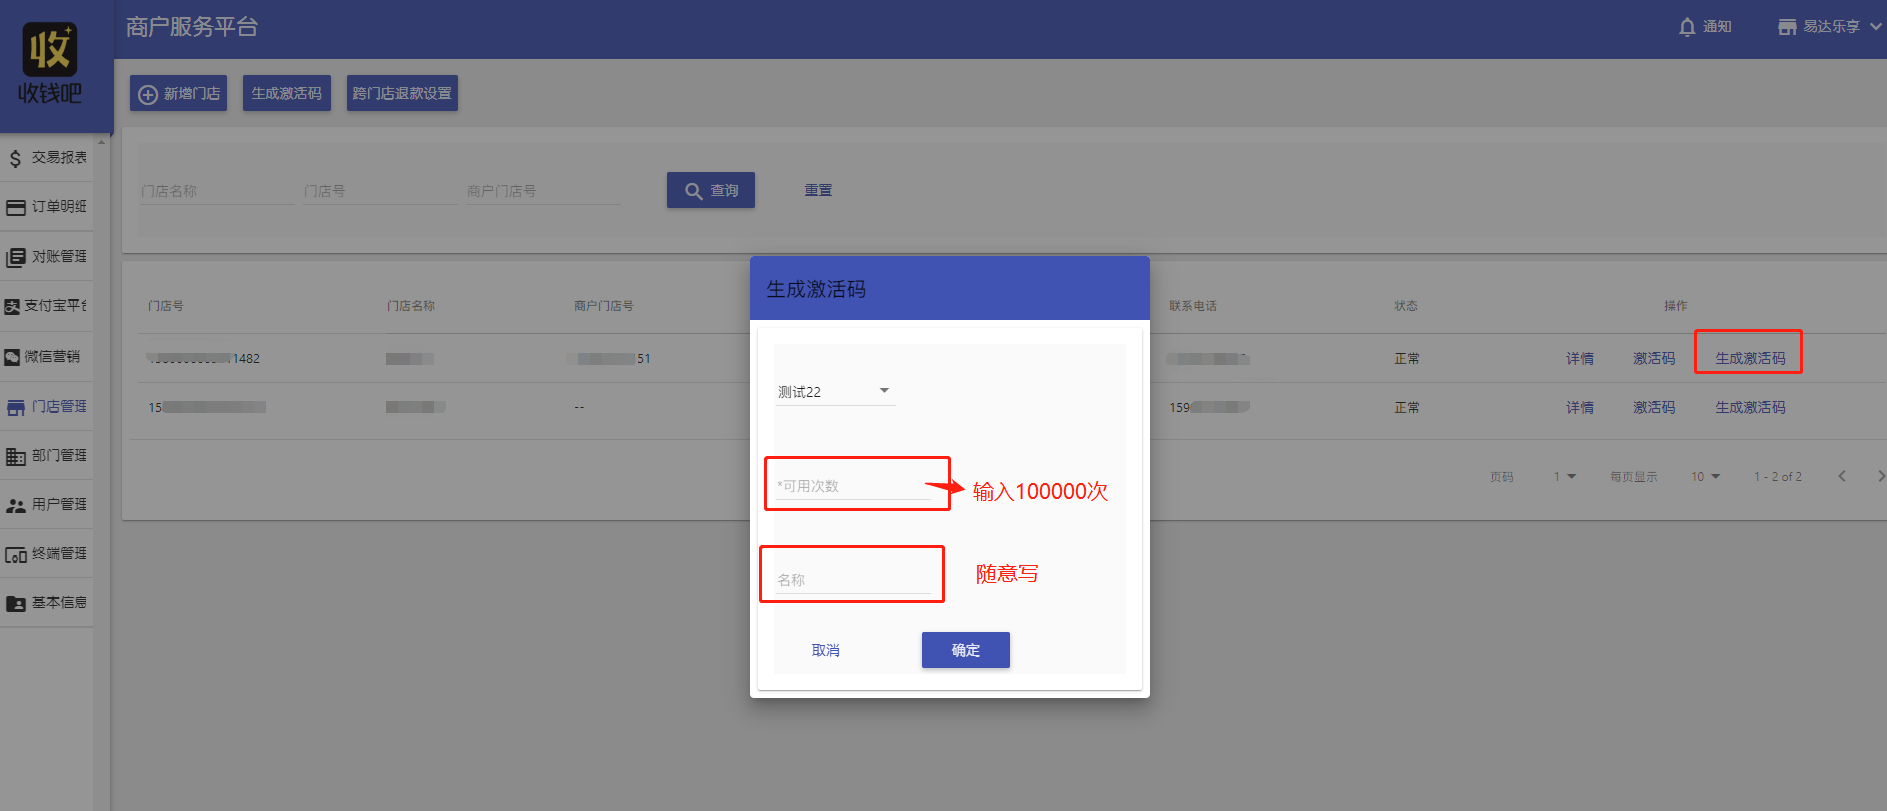 收
收钱吧
商户服务平台
通知
易达乐享
新增门店
生成激活码
跨门店退款设置
交易报表
订单明细
对账管理
支付宝平台
微信营销
门店管理
部门管理
用户管理
终端管理
基本信息
门店名称
门店号
商户门店号
查询
重置
门店号
门店名称
商户门店号
联系电话
状态
操作
1482
51
正常
详情
激活码
生成激活码
15
--
159
正常
详情
激活码
生成激活码
页码
1
每页显示
10
1 - 2 of 2
生成激活码
测试22
*可用次数
输入100000次
名称
随意写
取消
确定